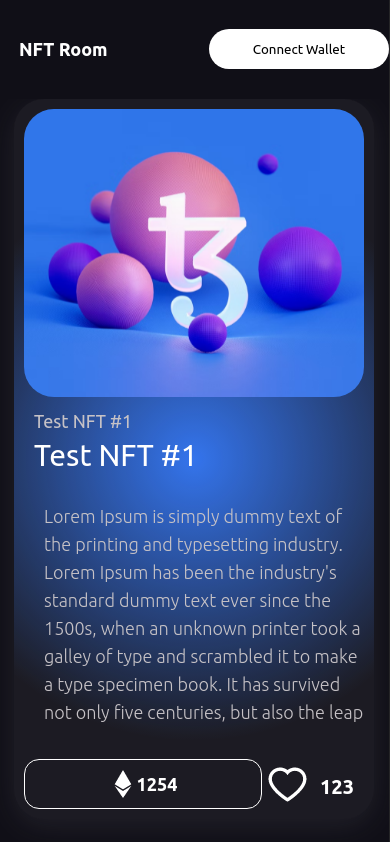 NFT Room
Connect Wallet
Test NFT #1
Test NFT #1
Lorem Ipsum is simply dummy text of
the printing and typesetting industry.
Lorem Ipsum has been the industry's
standard dummy text ever since the
1500s, when an unknown printer took a
galley of type and scrambled it to make
a type specimen book. It has survived
not only five centuries, but also the leap
1254
123